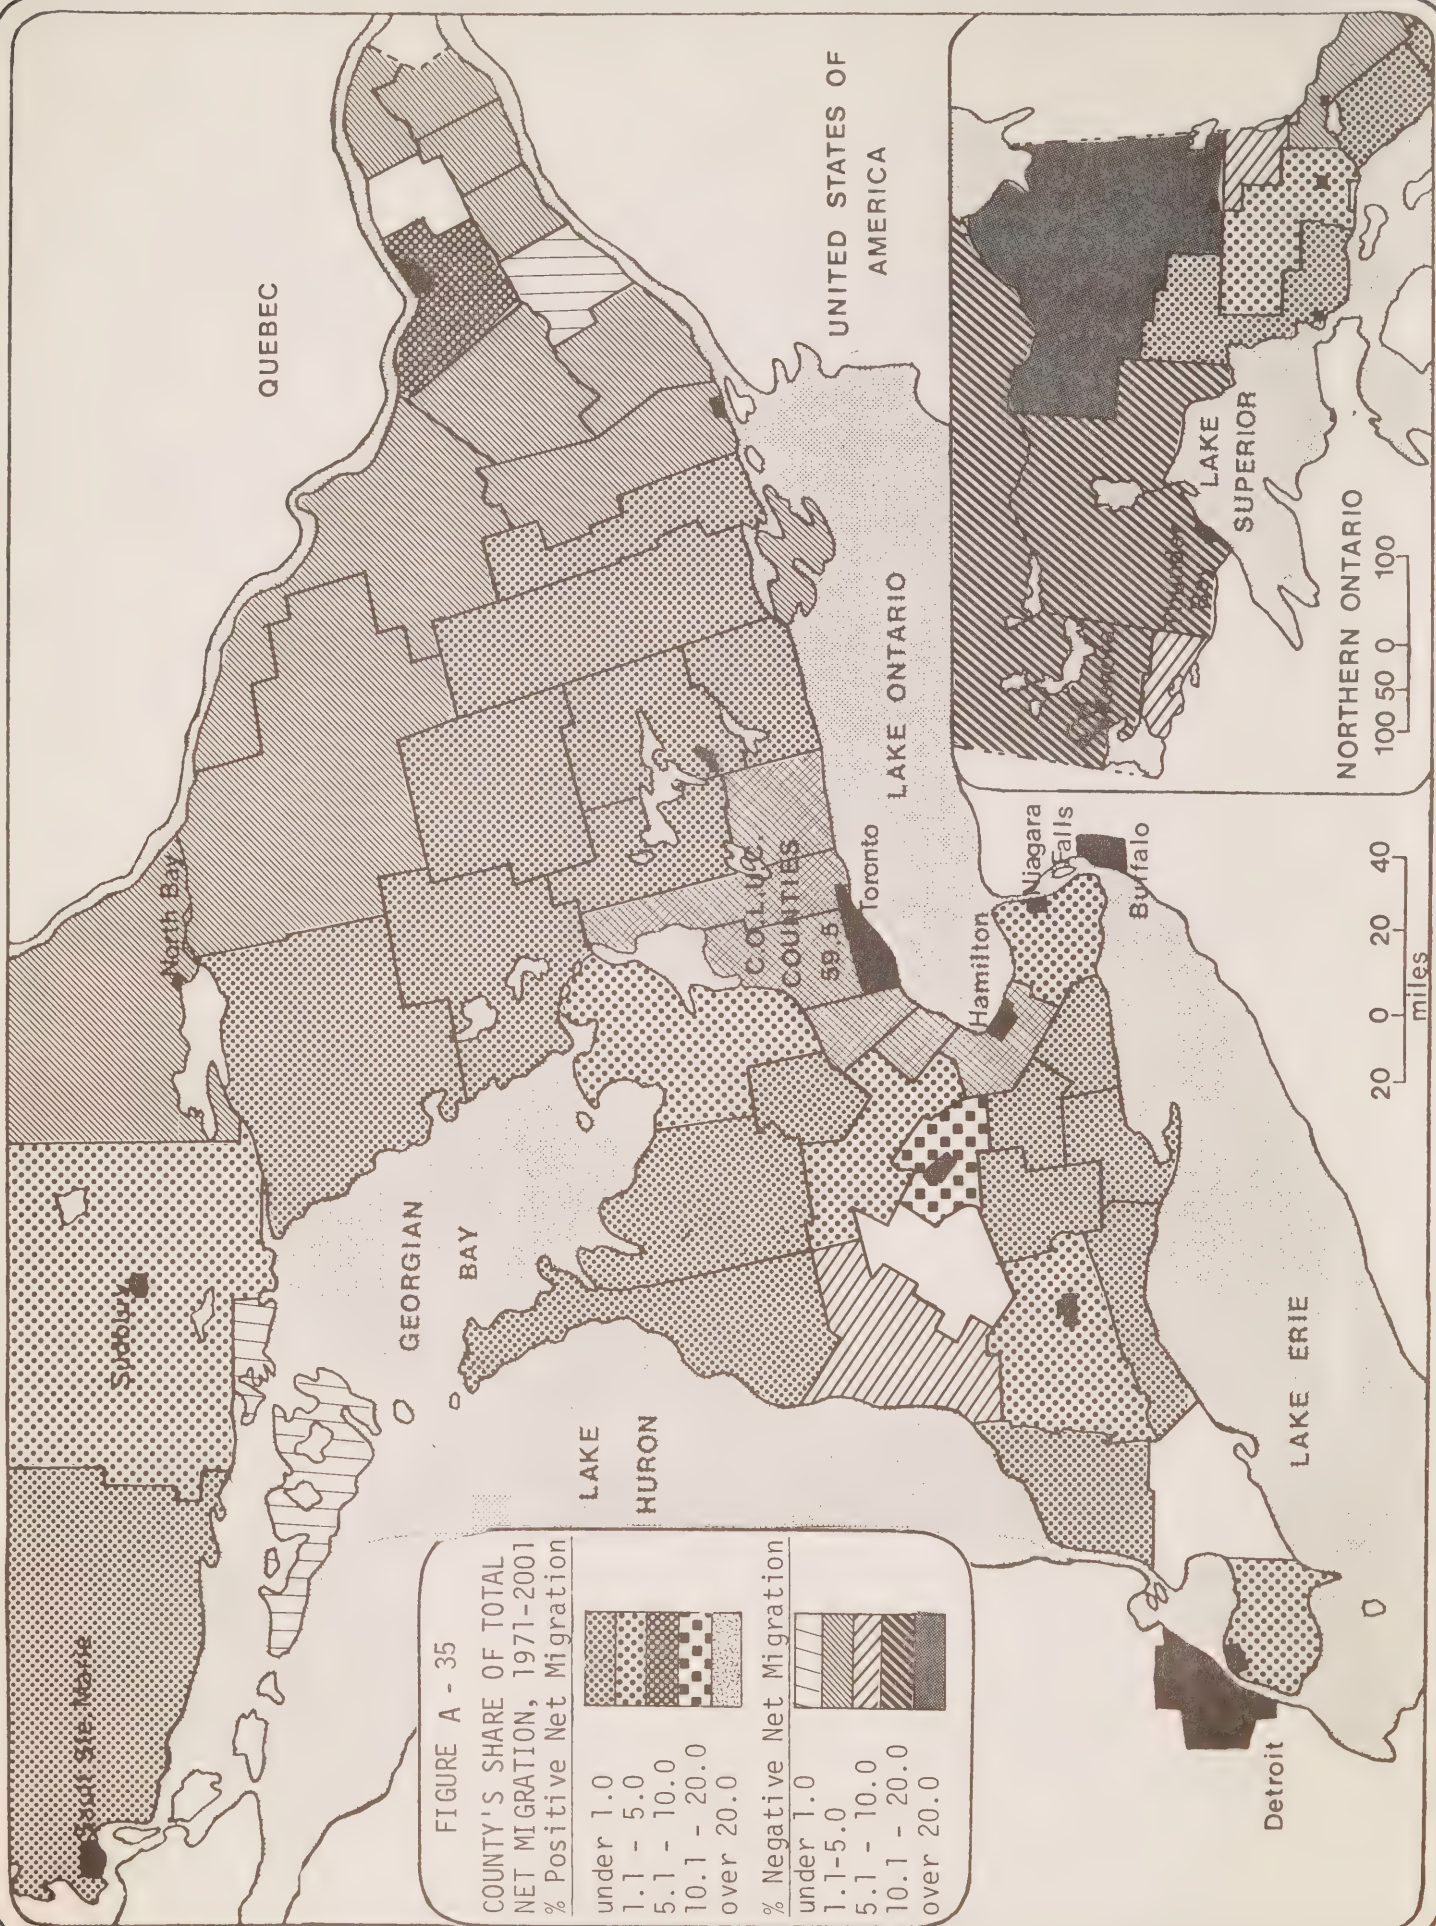 FIGURE A - 35
COUNTY'S SHARE OF TOTAL
NET MIGRATION, 1971-2001
% Positive Net Migration
under 1.0
1.1 - 5.0
5.1 - 10.0
10.1 - 20.0
over 20.0
% Negative Net Migration
under 1.0
1.1-5.0
5.1 - 10.0
10.1 - 20.0
over 20.0
Sault Ste. Marie
Sudbury
North Bay
QUEBEC
GEORGIAN
BAY
LAKE
HURON
C.O.L.U.C.
COUNTIES
59.5
Toronto
Hamilton
Niagara
Falls
Buffalo
LAKE ONTARIO
UNITED STATES OF
AMERICA
LAKE ERIE
Detroit
20 0 20 40
miles
Kenora
Thunder
Bay
LAKE
SUPERIOR
NORTHERN ONTARIO
100 50 0 100